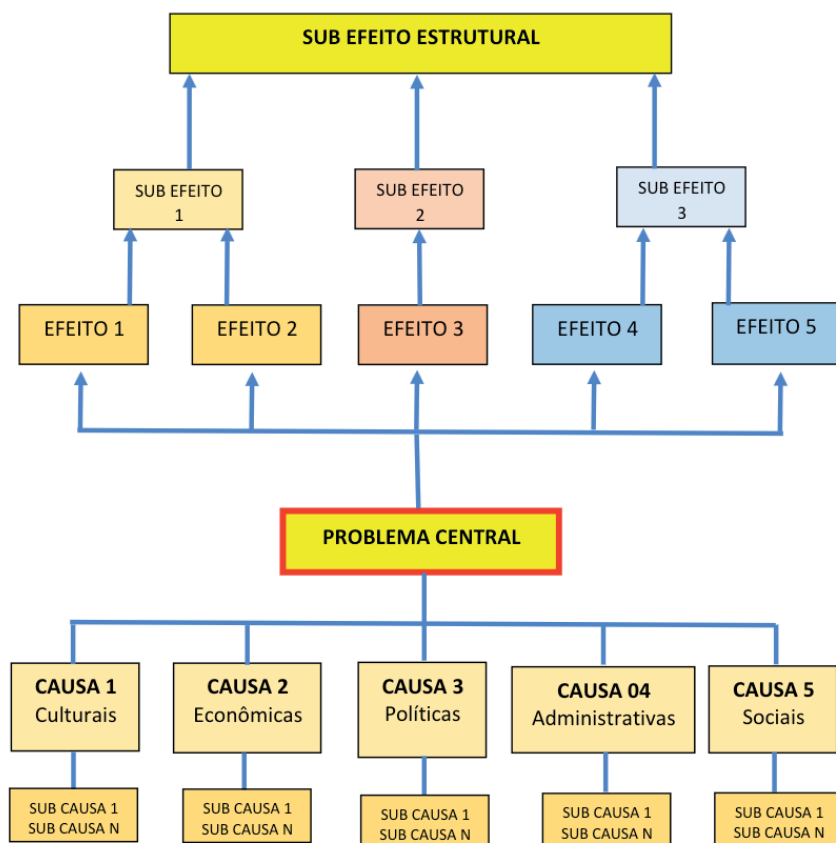 SUB EFEITO ESTRUTURAL
SUB EFEITO
1
SUB EFEITO
2
SUB EFEITO
3
EFEITO 1
EFEITO 2
EFEITO 3
EFEITO 4
EFEITO 5
PROBLEMA CENTRAL
CAUSA 1
Culturais
CAUSA 2
Econômicas
CAUSA 3
Políticas
CAUSA 04
Administrativas
CAUSA 5
Sociais
SUB CAUSA 1
SUB CAUSA N
SUB CAUSA 1
SUB CAUSA N
SUB CAUSA 1
SUB CAUSA N
SUB CAUSA 1
SUB CAUSA N
SUB CAUSA 1
SUB CAUSA N